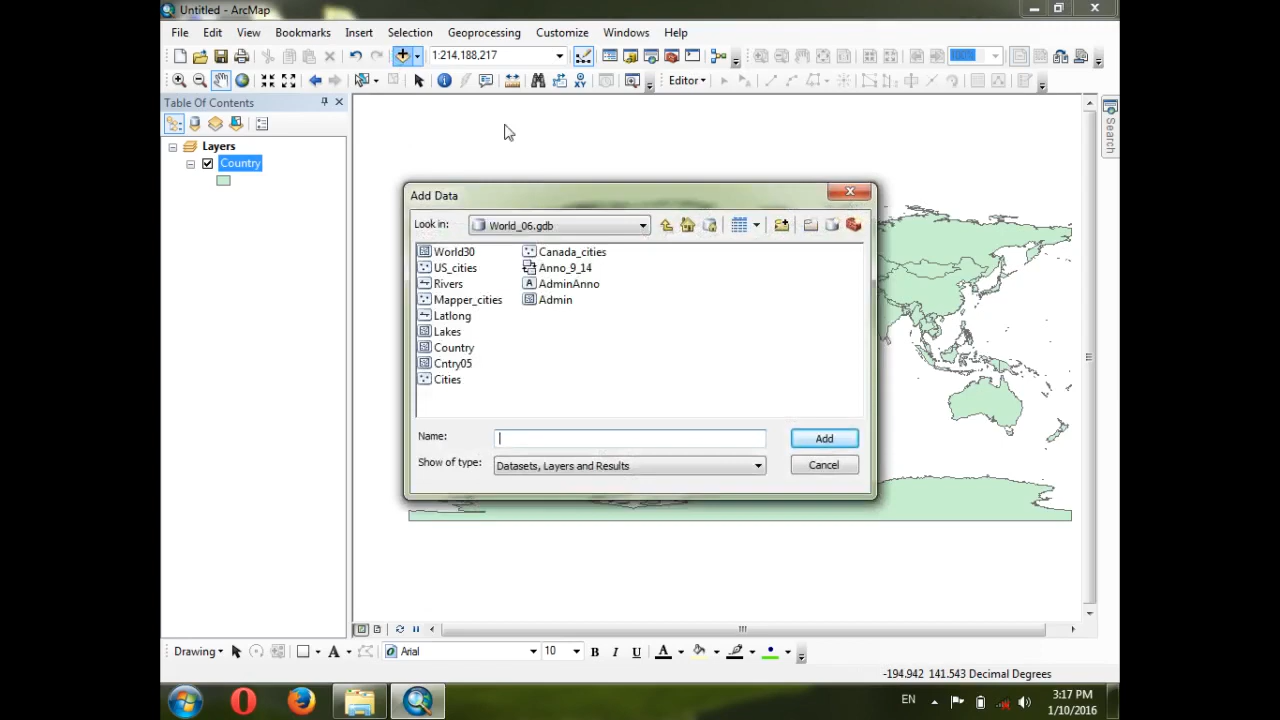 Untitled - ArcMap
File Edit View Bookmarks Insert Selection Geoprocessing Customize Windows Help
1:214,188,217 100%
Editor
Table Of Contents
Layers
Country
Search
Add Data
Look in: World_06.gdb
World30 Canada_cities
US_cities Anno_9_14
Rivers A AdminAnno
Mapper_cities Admin
Latlong
Lakes
Country
Cntry05
Cities
Name: Add
Show of type: Datasets, Layers and Results Cancel
Drawing A Arial 10 B I U A
-194.942 141.543 Decimal Degrees
EN 3:17 PM
1/10/2016